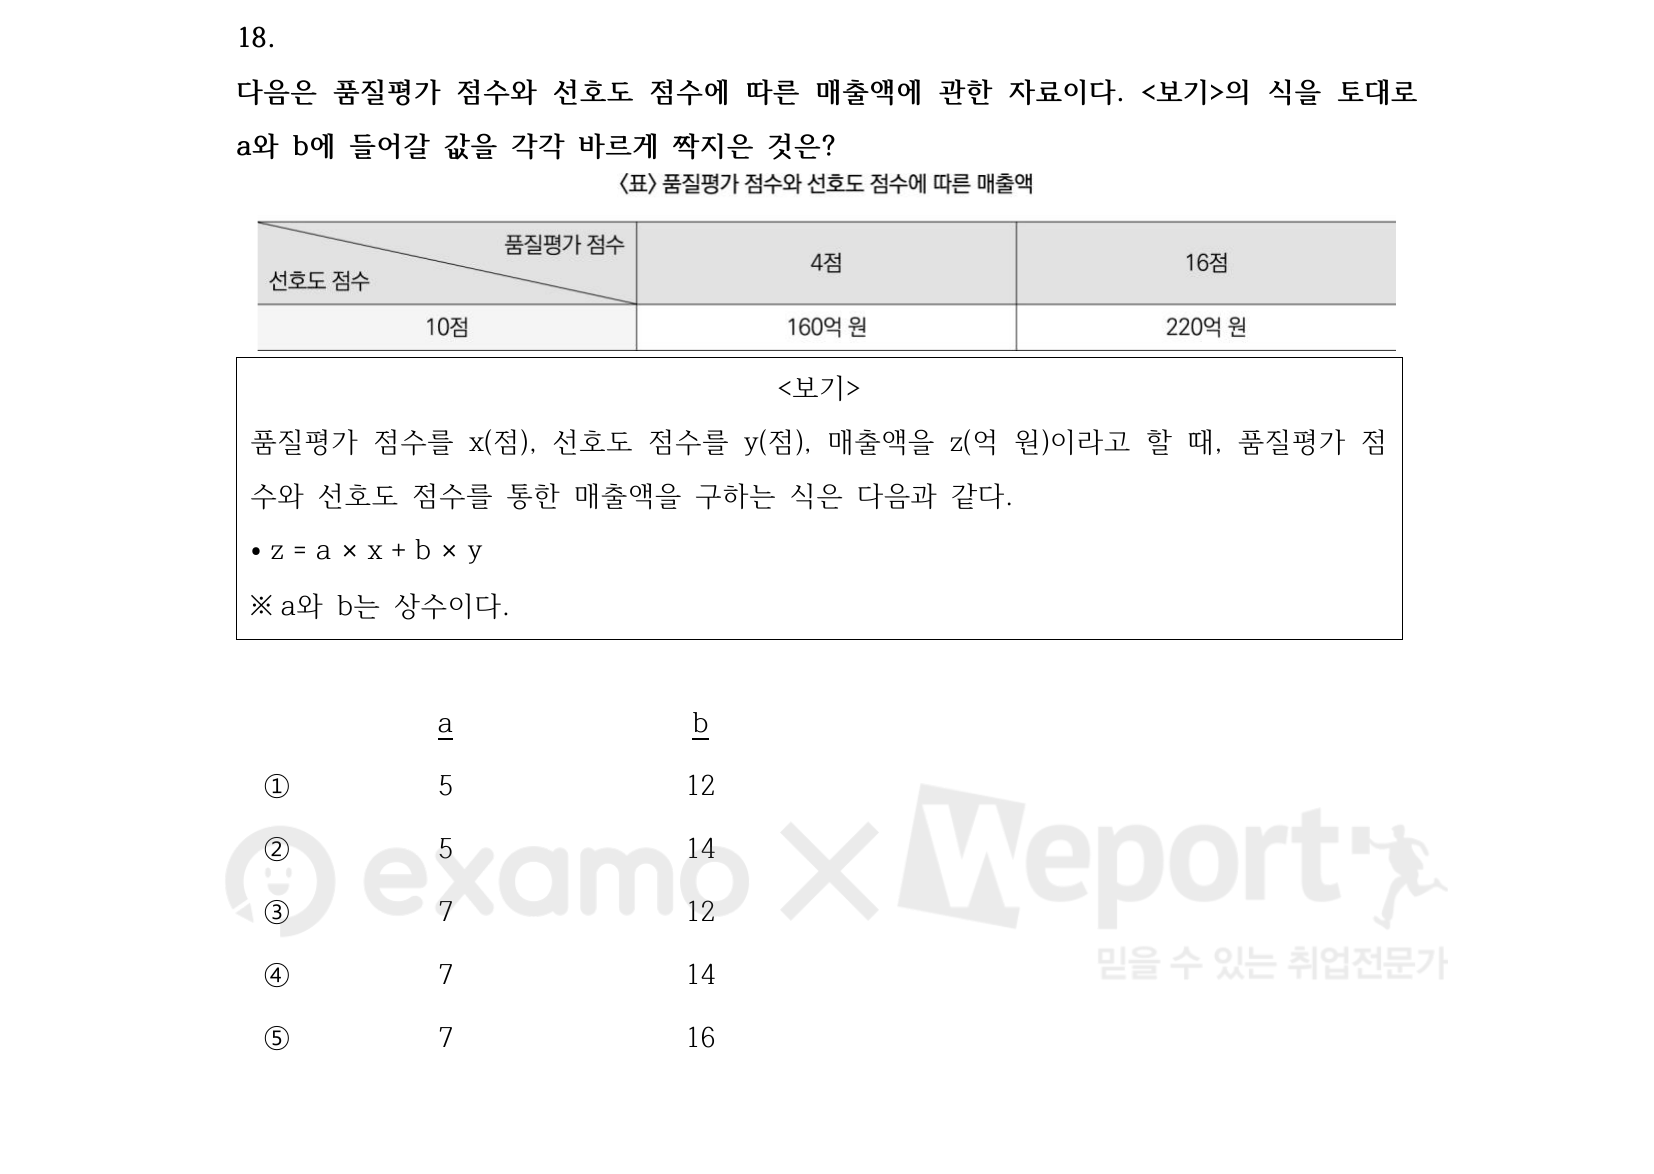 18.
다음은 품질평가 점수와 선호도 점수에 따른 매출액에 관한 자료이다. <보기>의 식을 토대로
a와 b에 들어갈 값을 각각 바르게 짝지은 것은?
〈표〉 품질평가 점수와 선호도 점수에 따른 매출액
품질평가 점수
선호도 점수
4점
16점
10점
160억 원
220억 원
<보기>
품질평가 점수를 x(점), 선호도 점수를 y(점), 매출액을 z(억 원)이라고 할 때, 품질평가 점
수와 선호도 점수를 통한 매출액을 구하는 식은 다음과 같다.
• z = a × x + b × y
※ a와 b는 상수이다.
a b
① 5 12
② 5 14
③ 7 12
④ 7 14
⑤ 7 16
examo × Weport
믿을 수 있는 취업전문가